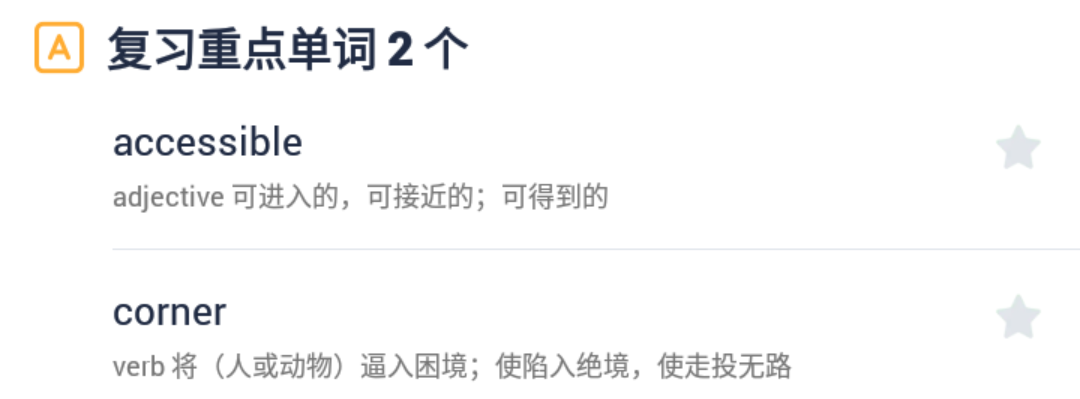 A 复习重点单词 2 个
accessible
adjective 可进入的，可接近的；可得到的
corner
verb 将（人或动物）逼入困境；使陷入绝境，使走投无路